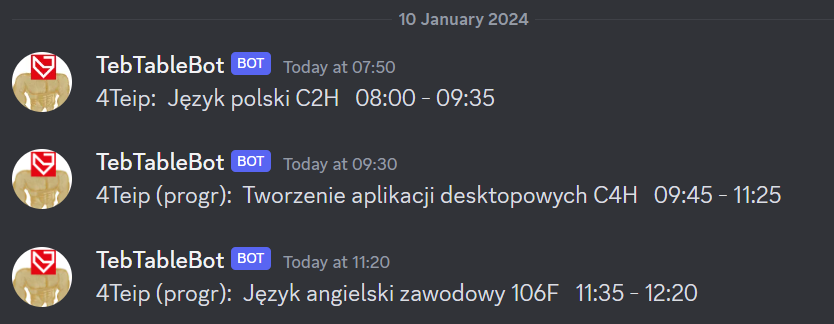 10 January 2024
TebTableBot BOT Today at 07:50
4Teip: Język polski C2H 08:00 - 09:35
TebTableBot BOT Today at 09:30
4Teip (progr): Tworzenie aplikacji desktopowych C4H 09:45 - 11:25
TebTableBot BOT Today at 11:20
4Teip (progr): Język angielski zawodowy 106F 11:35 - 12:20